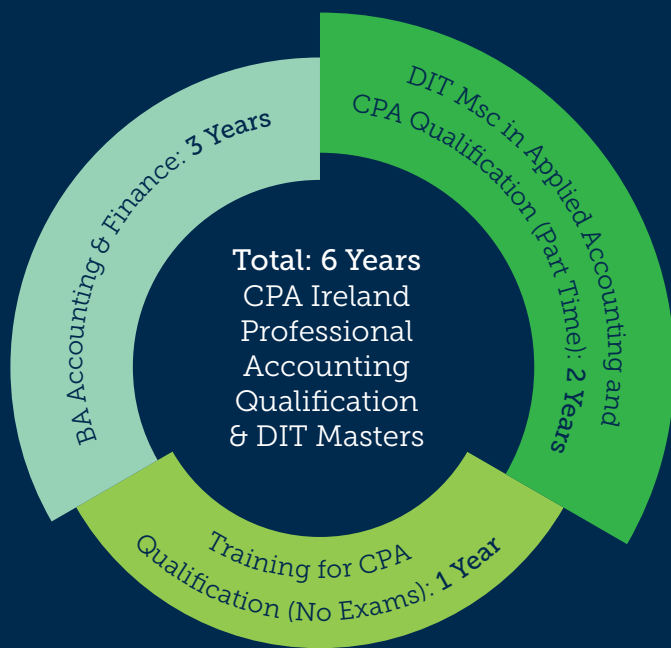 BA Accounting & Finance: 3 Years
DIT Msc in Applied Accounting and
CPA Qualification (Part Time): 2 Years
Total: 6 Years
CPA Ireland
Professional
Accounting
Qualification
& DIT Masters
Training for CPA
Qualification (No Exams): 1 Year